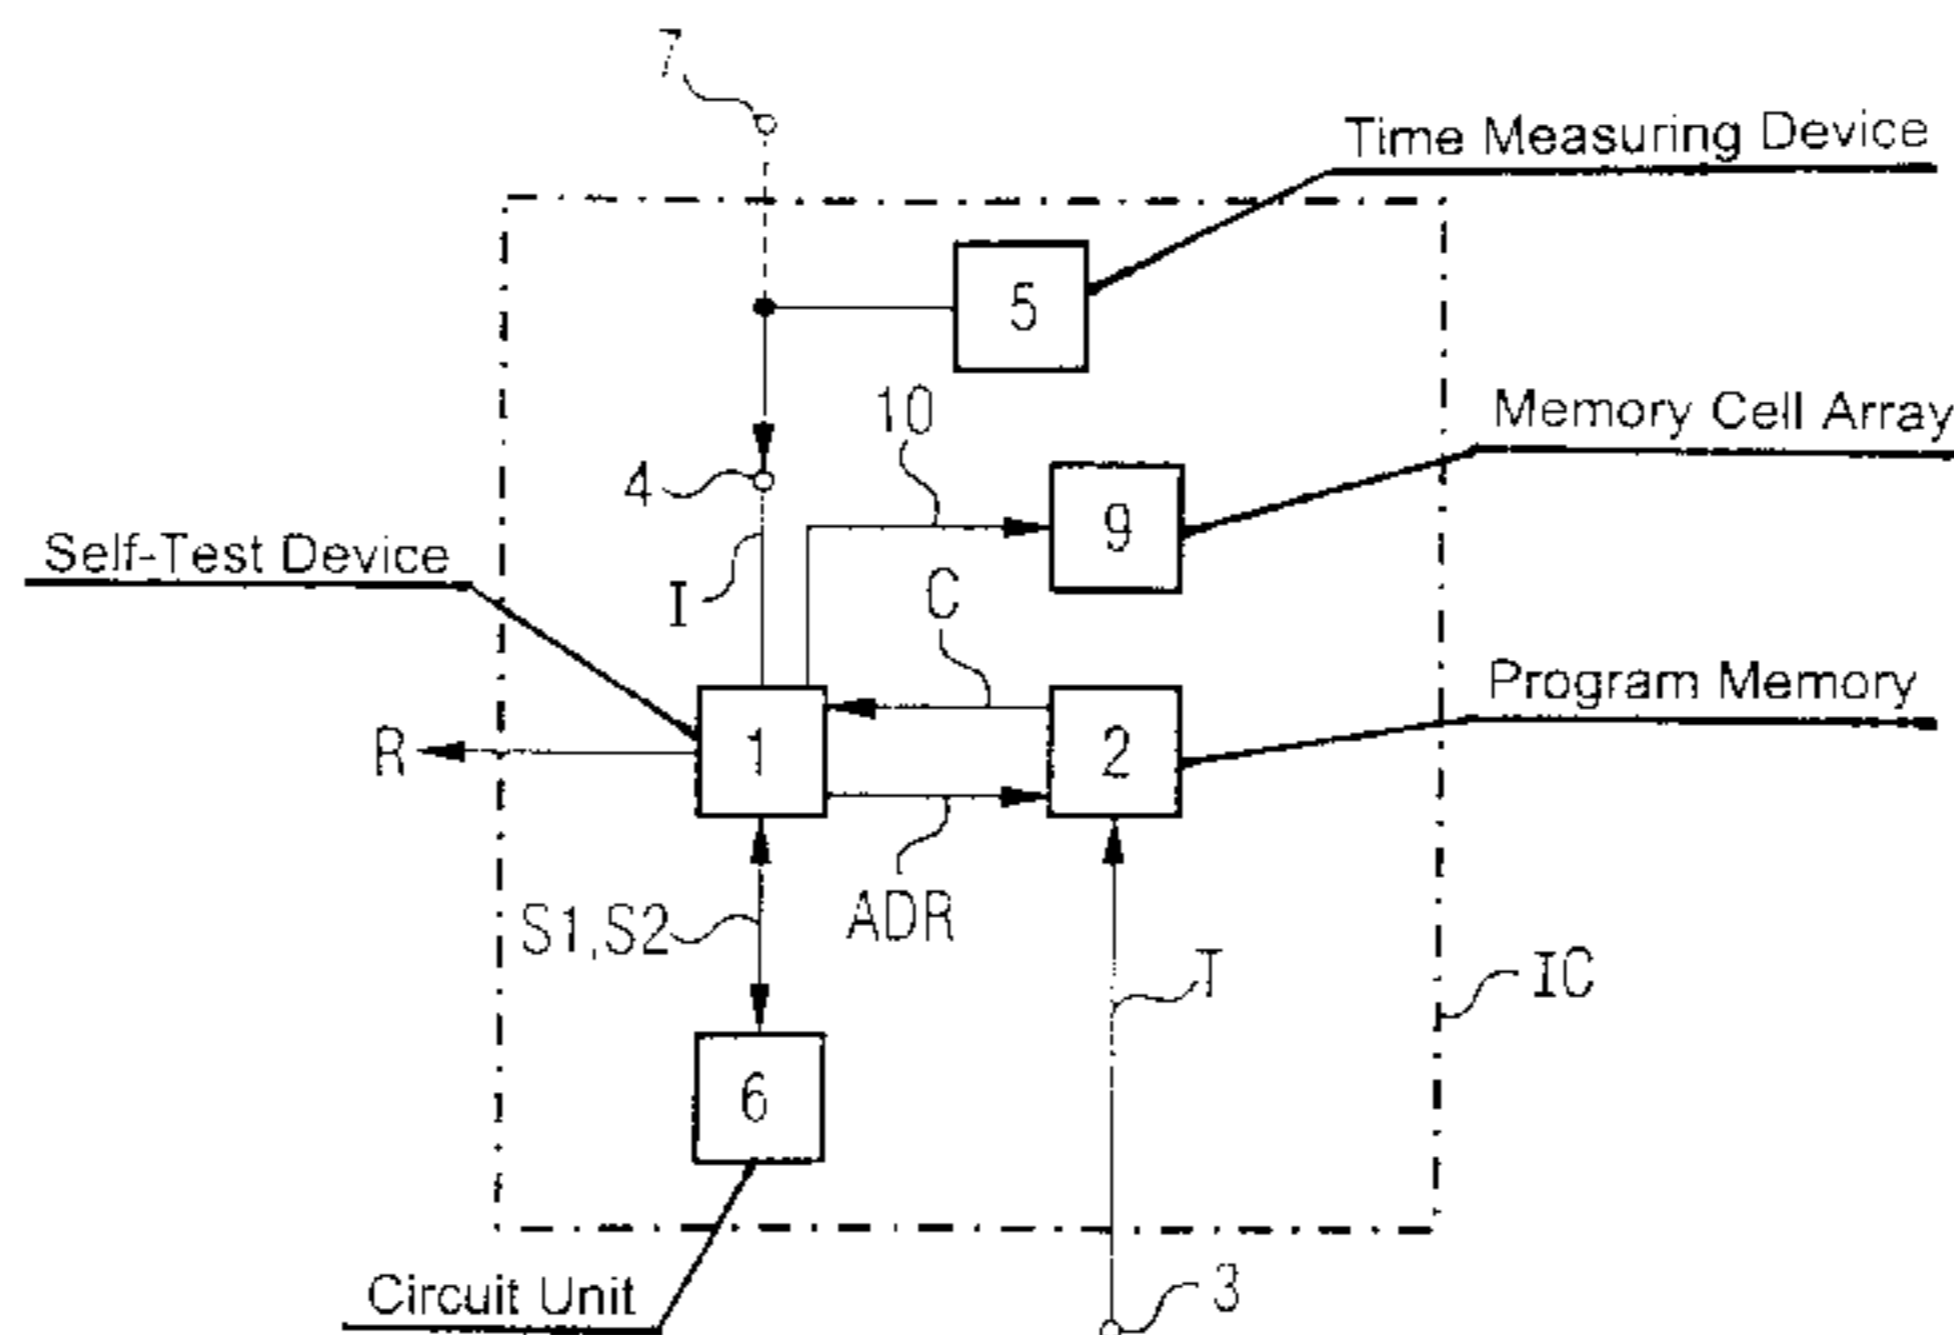 7
Time Measuring Device
5
10
Memory Cell Array
4
9
Self-Test Device
I
C
Program Memory
R
1
2
S1,S2
ADR
T
IC
6
Circuit Unit
3